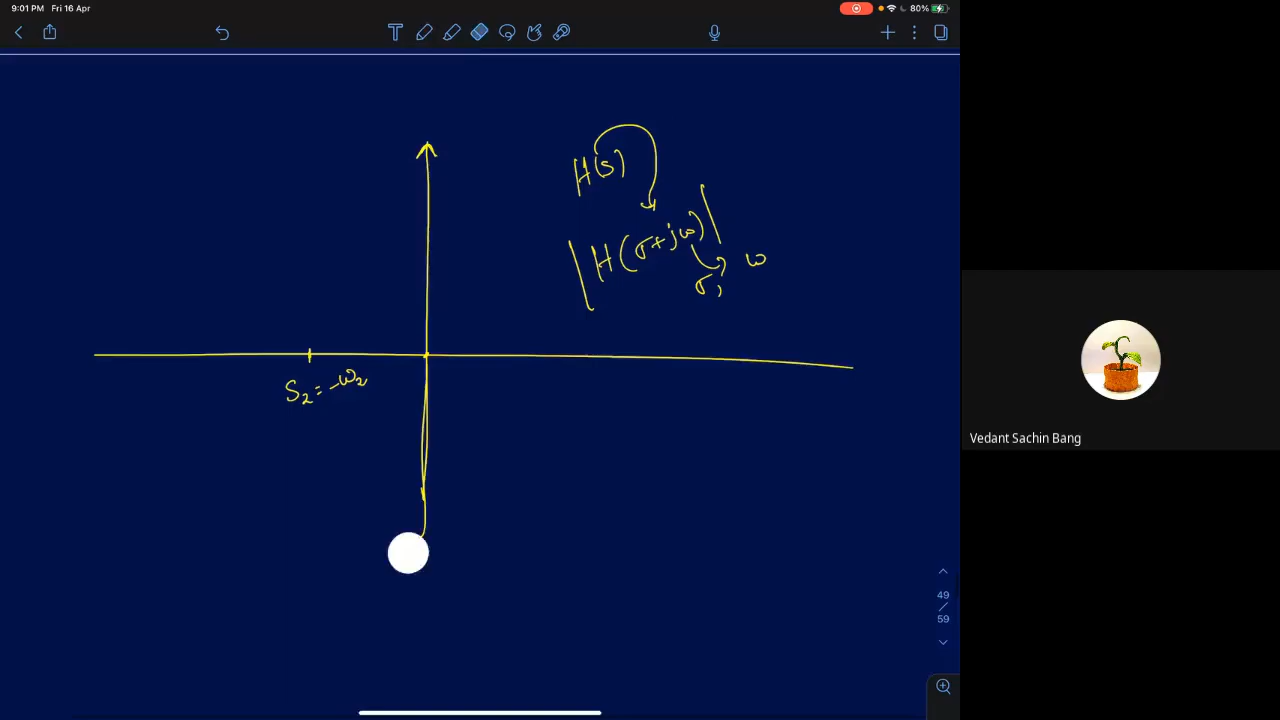 9:01 PM Fri 16 Apr
80%
T
H(s)
|H(σ+jω)|
σ, ω
S₂=-ω₂
Vedant Sachin Bang
49
/
59